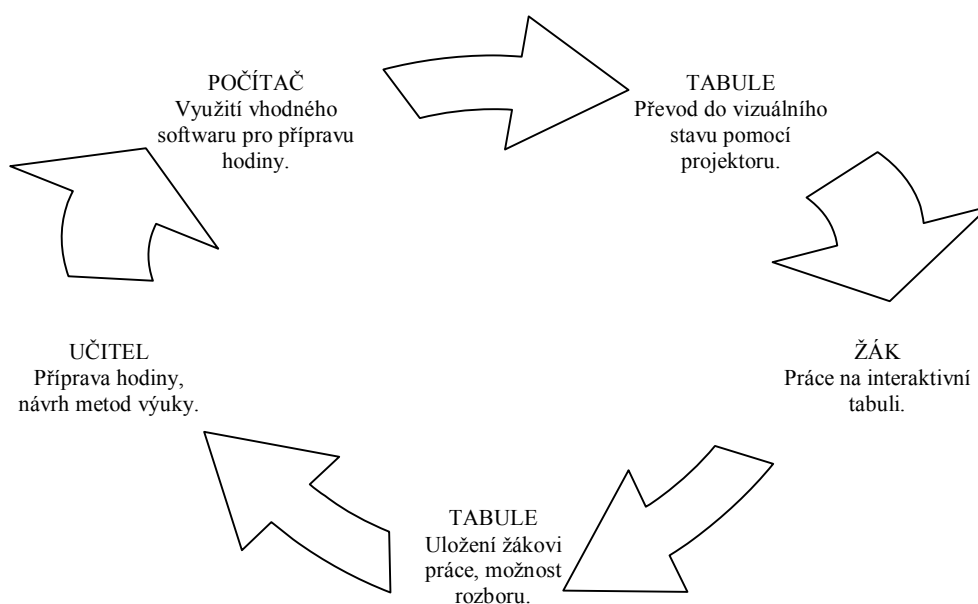 POČÍTAČ
Využití vhodného
softwaru pro přípravu
hodiny.
TABULE
Převod do vizuálního
stavu pomocí
projektoru.
ŽÁK
Práce na interaktivní
tabuli.
TABULE
Uložení žákovi
práce, možnost
rozboru.
UČITEL
Příprava hodiny,
návrh metod výuky.